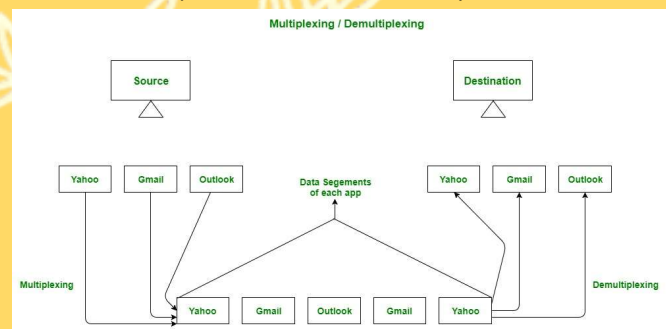 Multiplexing / Demultiplexing
Source
Destination
Yahoo
Gmail
Outlook
Data Segements
of each app
Yahoo
Gmail
Outlook
Multiplexing
Demultiplexing
Yahoo
Gmail
Outlook
Gmail
Yahoo